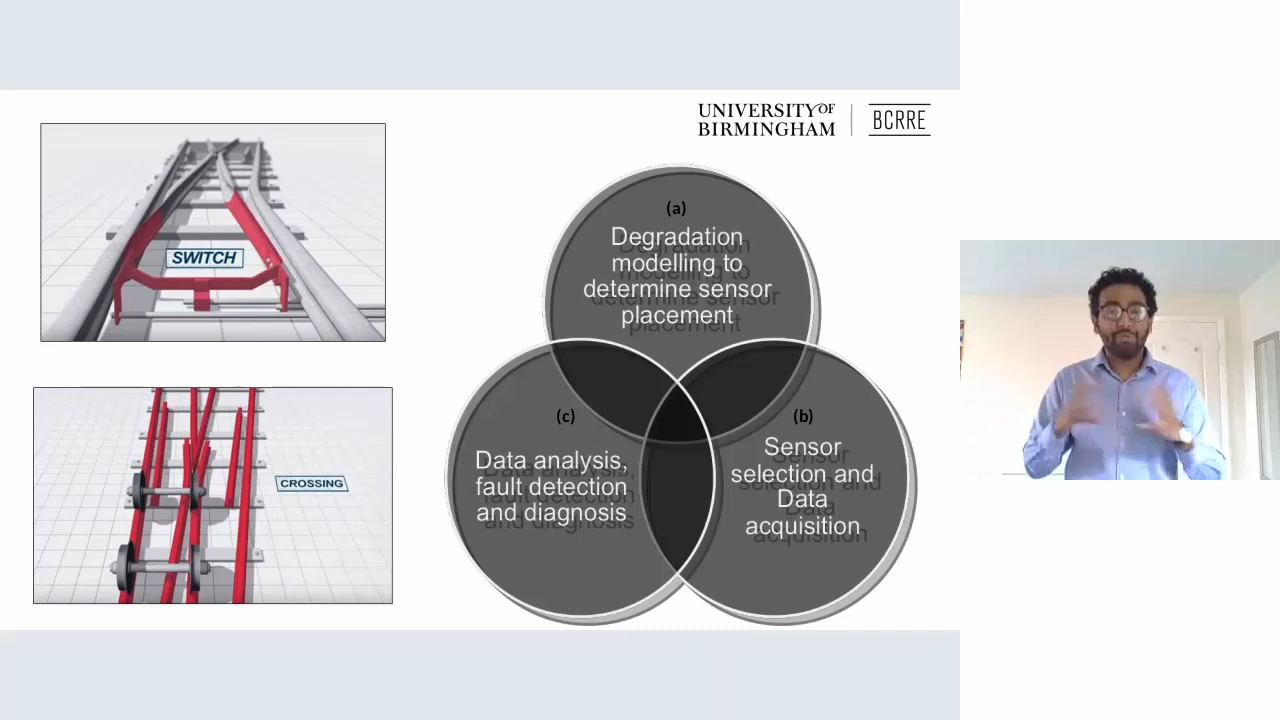 UNIVERSITY OF
BIRMINGHAM
BCRRE
SWITCH
CROSSING
(a)
Degradation
modelling to
determine sensor
placement
(b)
Sensor
selection and
Data
acquisition
(c)
Data analysis,
fault detection
and diagnosis